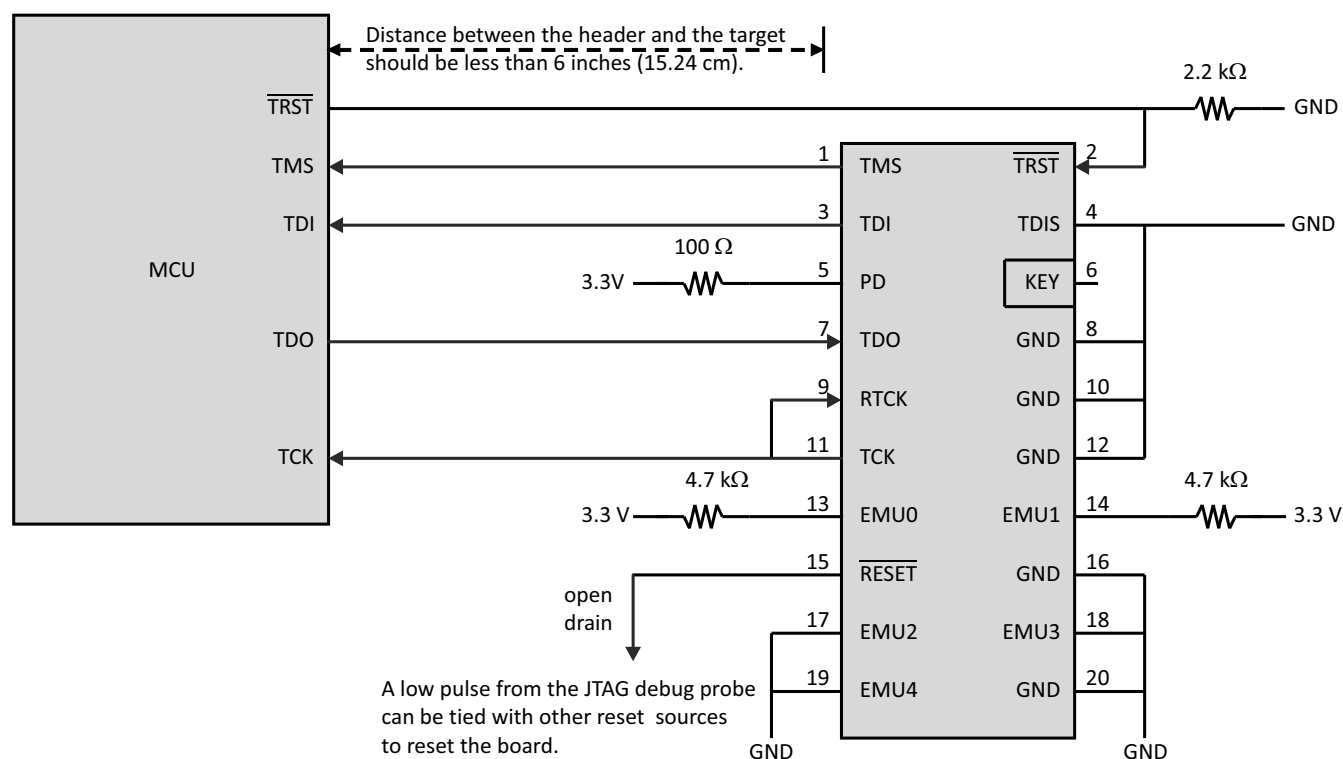 Distance between the header and the target
should be less than 6 inches (15.24 cm).
2.2 kΩ
TRST
GND
1
2
TMS
TMS
TRST
3
4
TDI
TDI
TDIS
GND
100 Ω
MCU
3.3V
5
PD
KEY
6
7
8
TDO
TDO
GND
9
10
RTCK
GND
11
12
TCK
TCK
GND
4.7 kΩ
4.7 kΩ
3.3 V
13
EMU0
EMU1
14
3.3 V
15
16
RESET
GND
open
drain
17
18
EMU2
EMU3
19
20
EMU4
GND
A low pulse from the JTAG debug probe
can be tied with other reset sources
to reset the board.
GND
GND